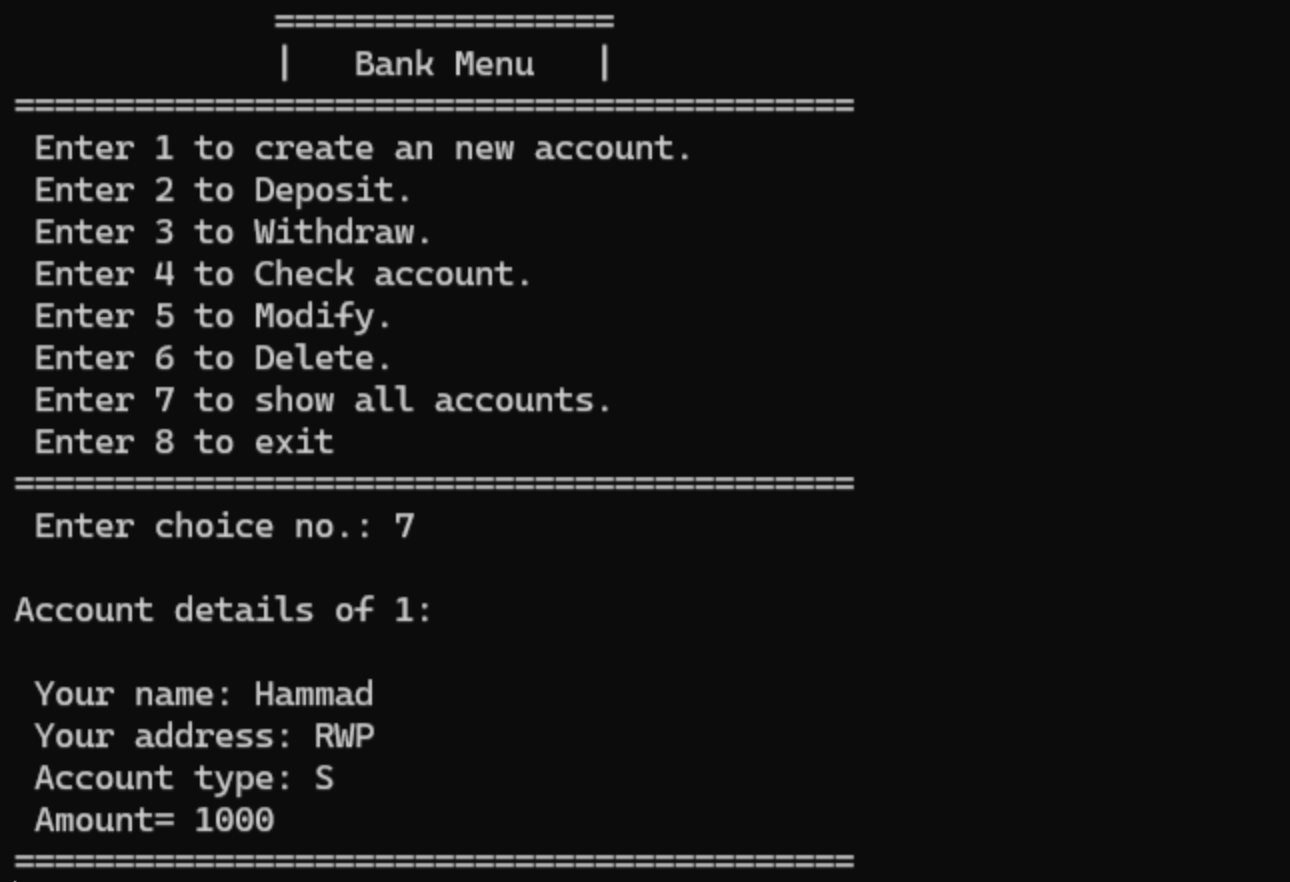 =================
|   Bank Menu   |
==========================================
Enter 1 to create an new account.
Enter 2 to Deposit.
Enter 3 to Withdraw.
Enter 4 to Check account.
Enter 5 to Modify.
Enter 6 to Delete.
Enter 7 to show all accounts.
Enter 8 to exit
==========================================
Enter choice no.: 7
Account details of 1:
Your name: Hammad
Your address: RWP
Account type: S
Amount= 1000
==========================================